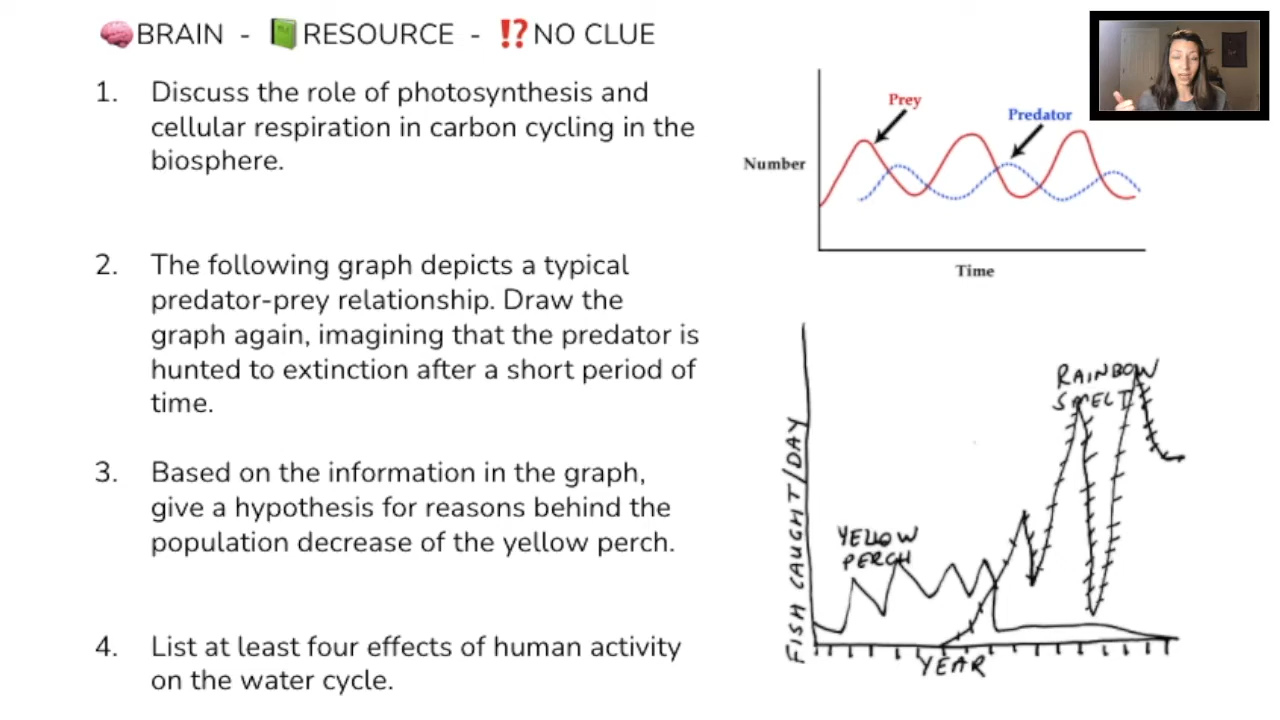 🧠BRAIN - 📗RESOURCE - ⁉️NO CLUE
1. Discuss the role of photosynthesis and
cellular respiration in carbon cycling in the
biosphere.
2. The following graph depicts a typical
predator-prey relationship. Draw the
graph again, imagining that the predator is
hunted to extinction after a short period of
time.
3. Based on the information in the graph,
give a hypothesis for reasons behind the
population decrease of the yellow perch.
4. List at least four effects of human activity
on the water cycle.
Prey
Predator
Number
Time
RAINBOW
SMELT
YELLOW
PERCH
FISH CAUGHT/DAY
YEAR